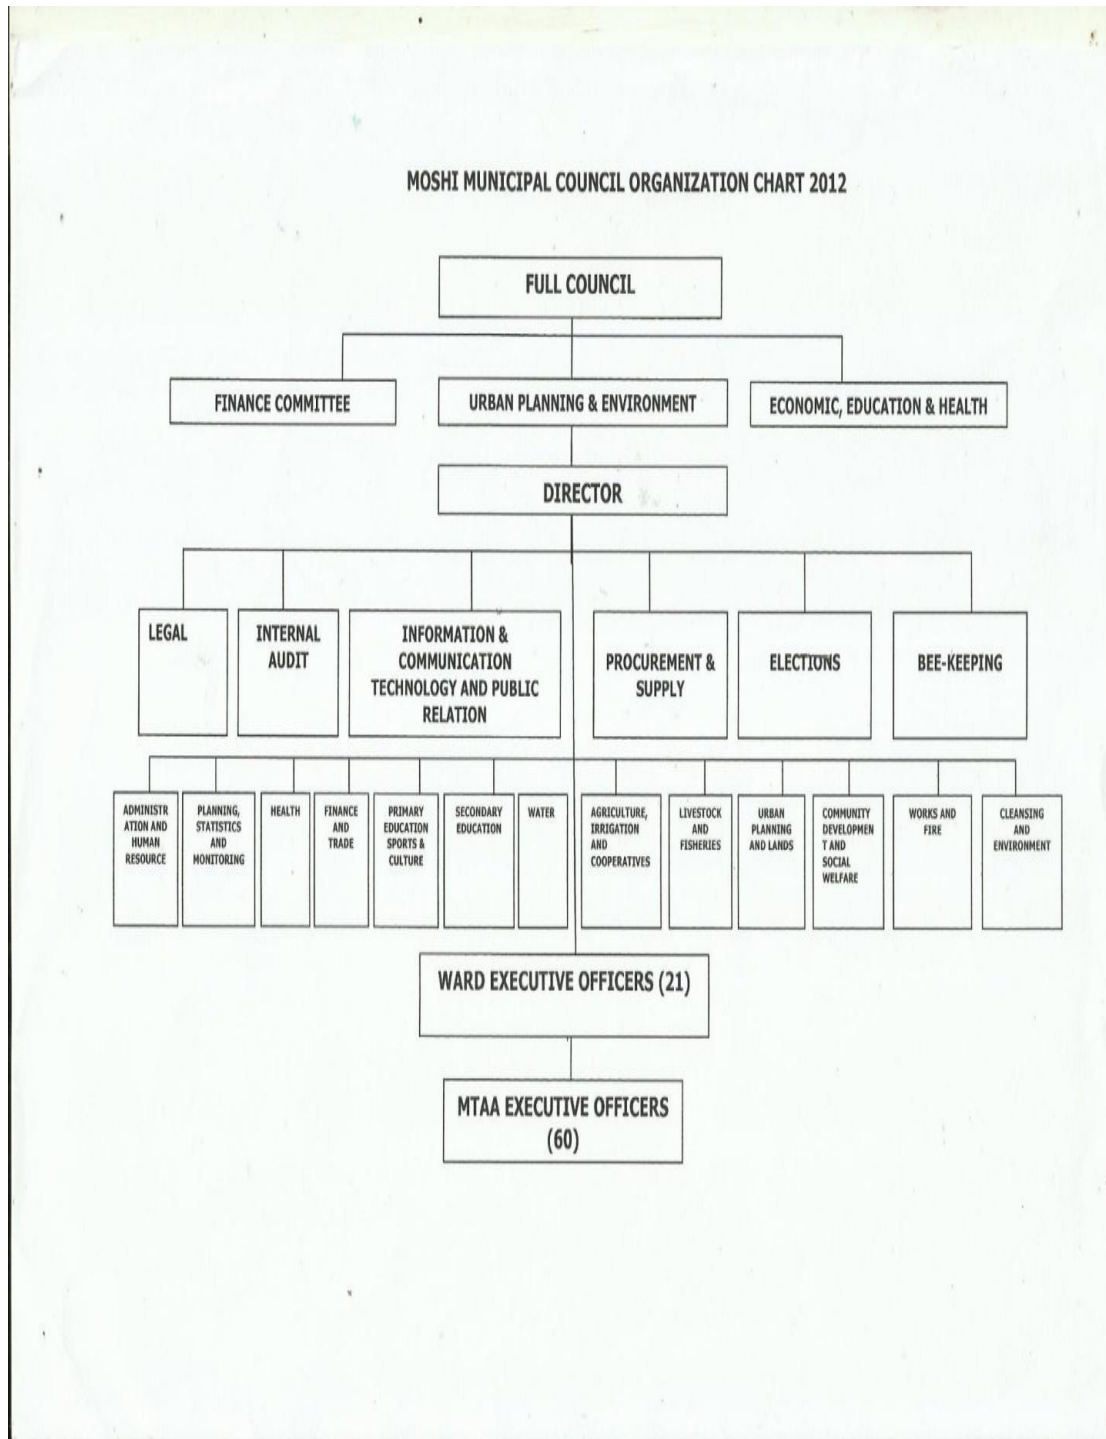 MOSHI MUNICIPAL COUNCIL ORGANIZATION CHART 2012
FULL COUNCIL
FINANCE COMMITTEE
URBAN PLANNING & ENVIRONMENT
ECONOMIC, EDUCATION & HEALTH
DIRECTOR
LEGAL
INTERNAL
AUDIT
INFORMATION &
COMMUNICATION
TECHNOLOGY AND PUBLIC
RELATION
PROCUREMENT &
SUPPLY
ELECTIONS
BEE-KEEPING
ADMINISTR
ATION AND
HUMAN
RESOURCE
PLANNING,
STATISTICS
AND
MONITORING
HEALTH
FINANCE
AND
TRADE
PRIMARY
EDUCATION
SPORTS &
CULTURE
SECONDARY
EDUCATION
WATER
AGRICULTURE,
IRRIGATION
AND
COOPERATIVES
LIVESTOCK
AND
FISHERIES
URBAN
PLANNING
AND LANDS
COMMUNITY
DEVELOPMEN
T AND
SOCIAL
WELFARE
WORKS AND
FIRE
CLEANSING
AND
ENVIRONMENT
WARD EXECUTIVE OFFICERS (21)
MTAA EXECUTIVE OFFICERS
(60)